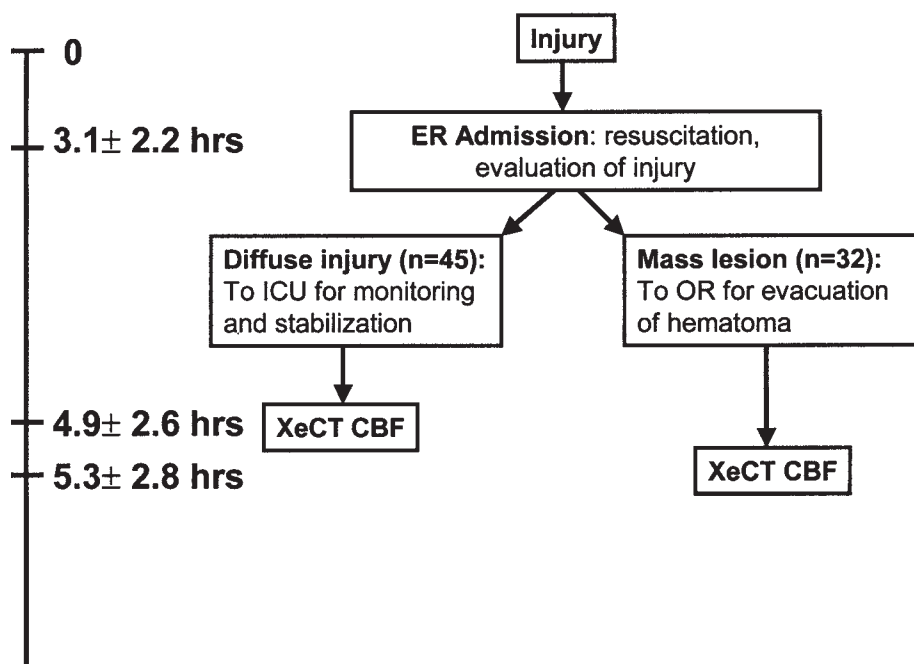 0
Injury
3.1± 2.2 hrs
ER Admission: resuscitation,
evaluation of injury
Diffuse injury (n=45):
To ICU for monitoring
and stabilization
Mass lesion (n=32):
To OR for evacuation
of hematoma
4.9± 2.6 hrs
XeCT CBF
5.3± 2.8 hrs
XeCT CBF